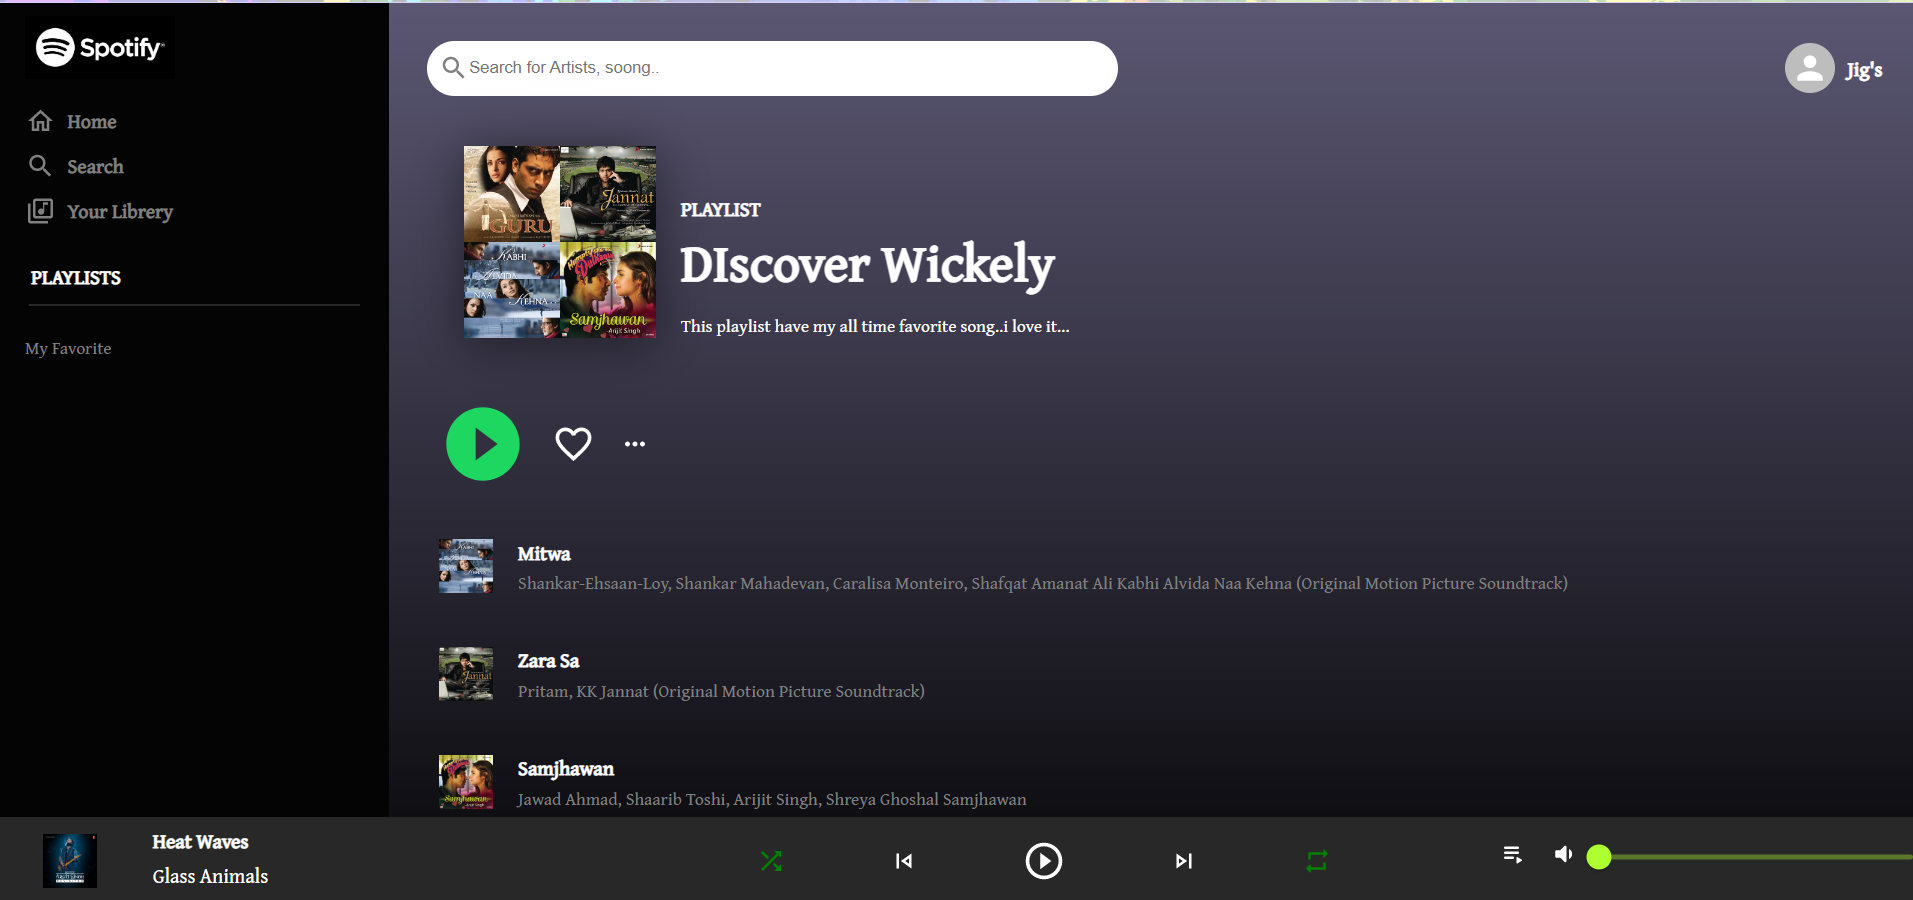 Spotify
Home
Search
Your Librery
PLAYLISTS
My Favorite
Search for Artists, soong..
Jig's
GURU
Jannat
KABHI
ALVIDA
NAA
KEHNA
Samjhawan
Arijit Singh
PLAYLIST
DIscover Wickely
This playlist have my all time favorite song..i love it...
Mitwa
Shankar-Ehsaan-Loy, Shankar Mahadevan, Caralisa Monteiro, Shafqat Amanat Ali Kabhi Alvida Naa Kehna (Original Motion Picture Soundtrack)
Jannat
Zara Sa
Pritam, KK Jannat (Original Motion Picture Soundtrack)
Samjhawan
Samjhawan
Jawad Ahmad, Shaarib Toshi, Arijit Singh, Shreya Ghoshal Samjhawan
Heat Waves
Glass Animals